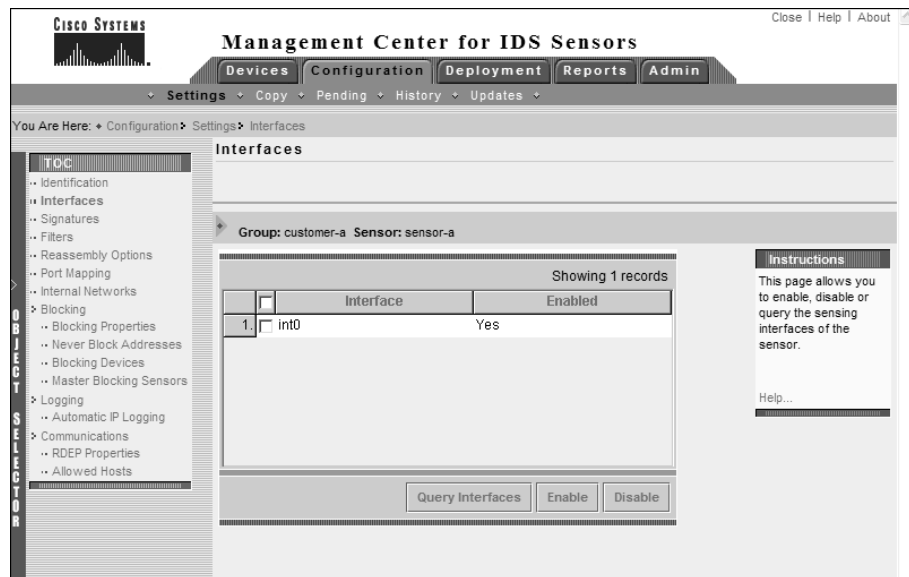 Close | Help | About
CISCO SYSTEMS
Management Center for IDS Sensors
Devices Configuration Deployment Reports Admin
Settings Copy Pending History Updates
You Are Here: Configuration Settings Interfaces
TOC
Identification
Interfaces
Signatures
Filters
Reassembly Options
Port Mapping
Internal Networks
Blocking
Blocking Properties
Never Block Addresses
Blocking Devices
Master Blocking Sensors
Logging
Automatic IP Logging
Communications
RDEP Properties
Allowed Hosts
OBJECT SELECTOR
Interfaces
Group: customer-a Sensor: sensor-a
Showing 1 records
Interface Enabled
1. int0 Yes
Query Interfaces Enable Disable
Instructions
This page allows you
to enable, disable or
query the sensing
interfaces of the
sensor.
Help...